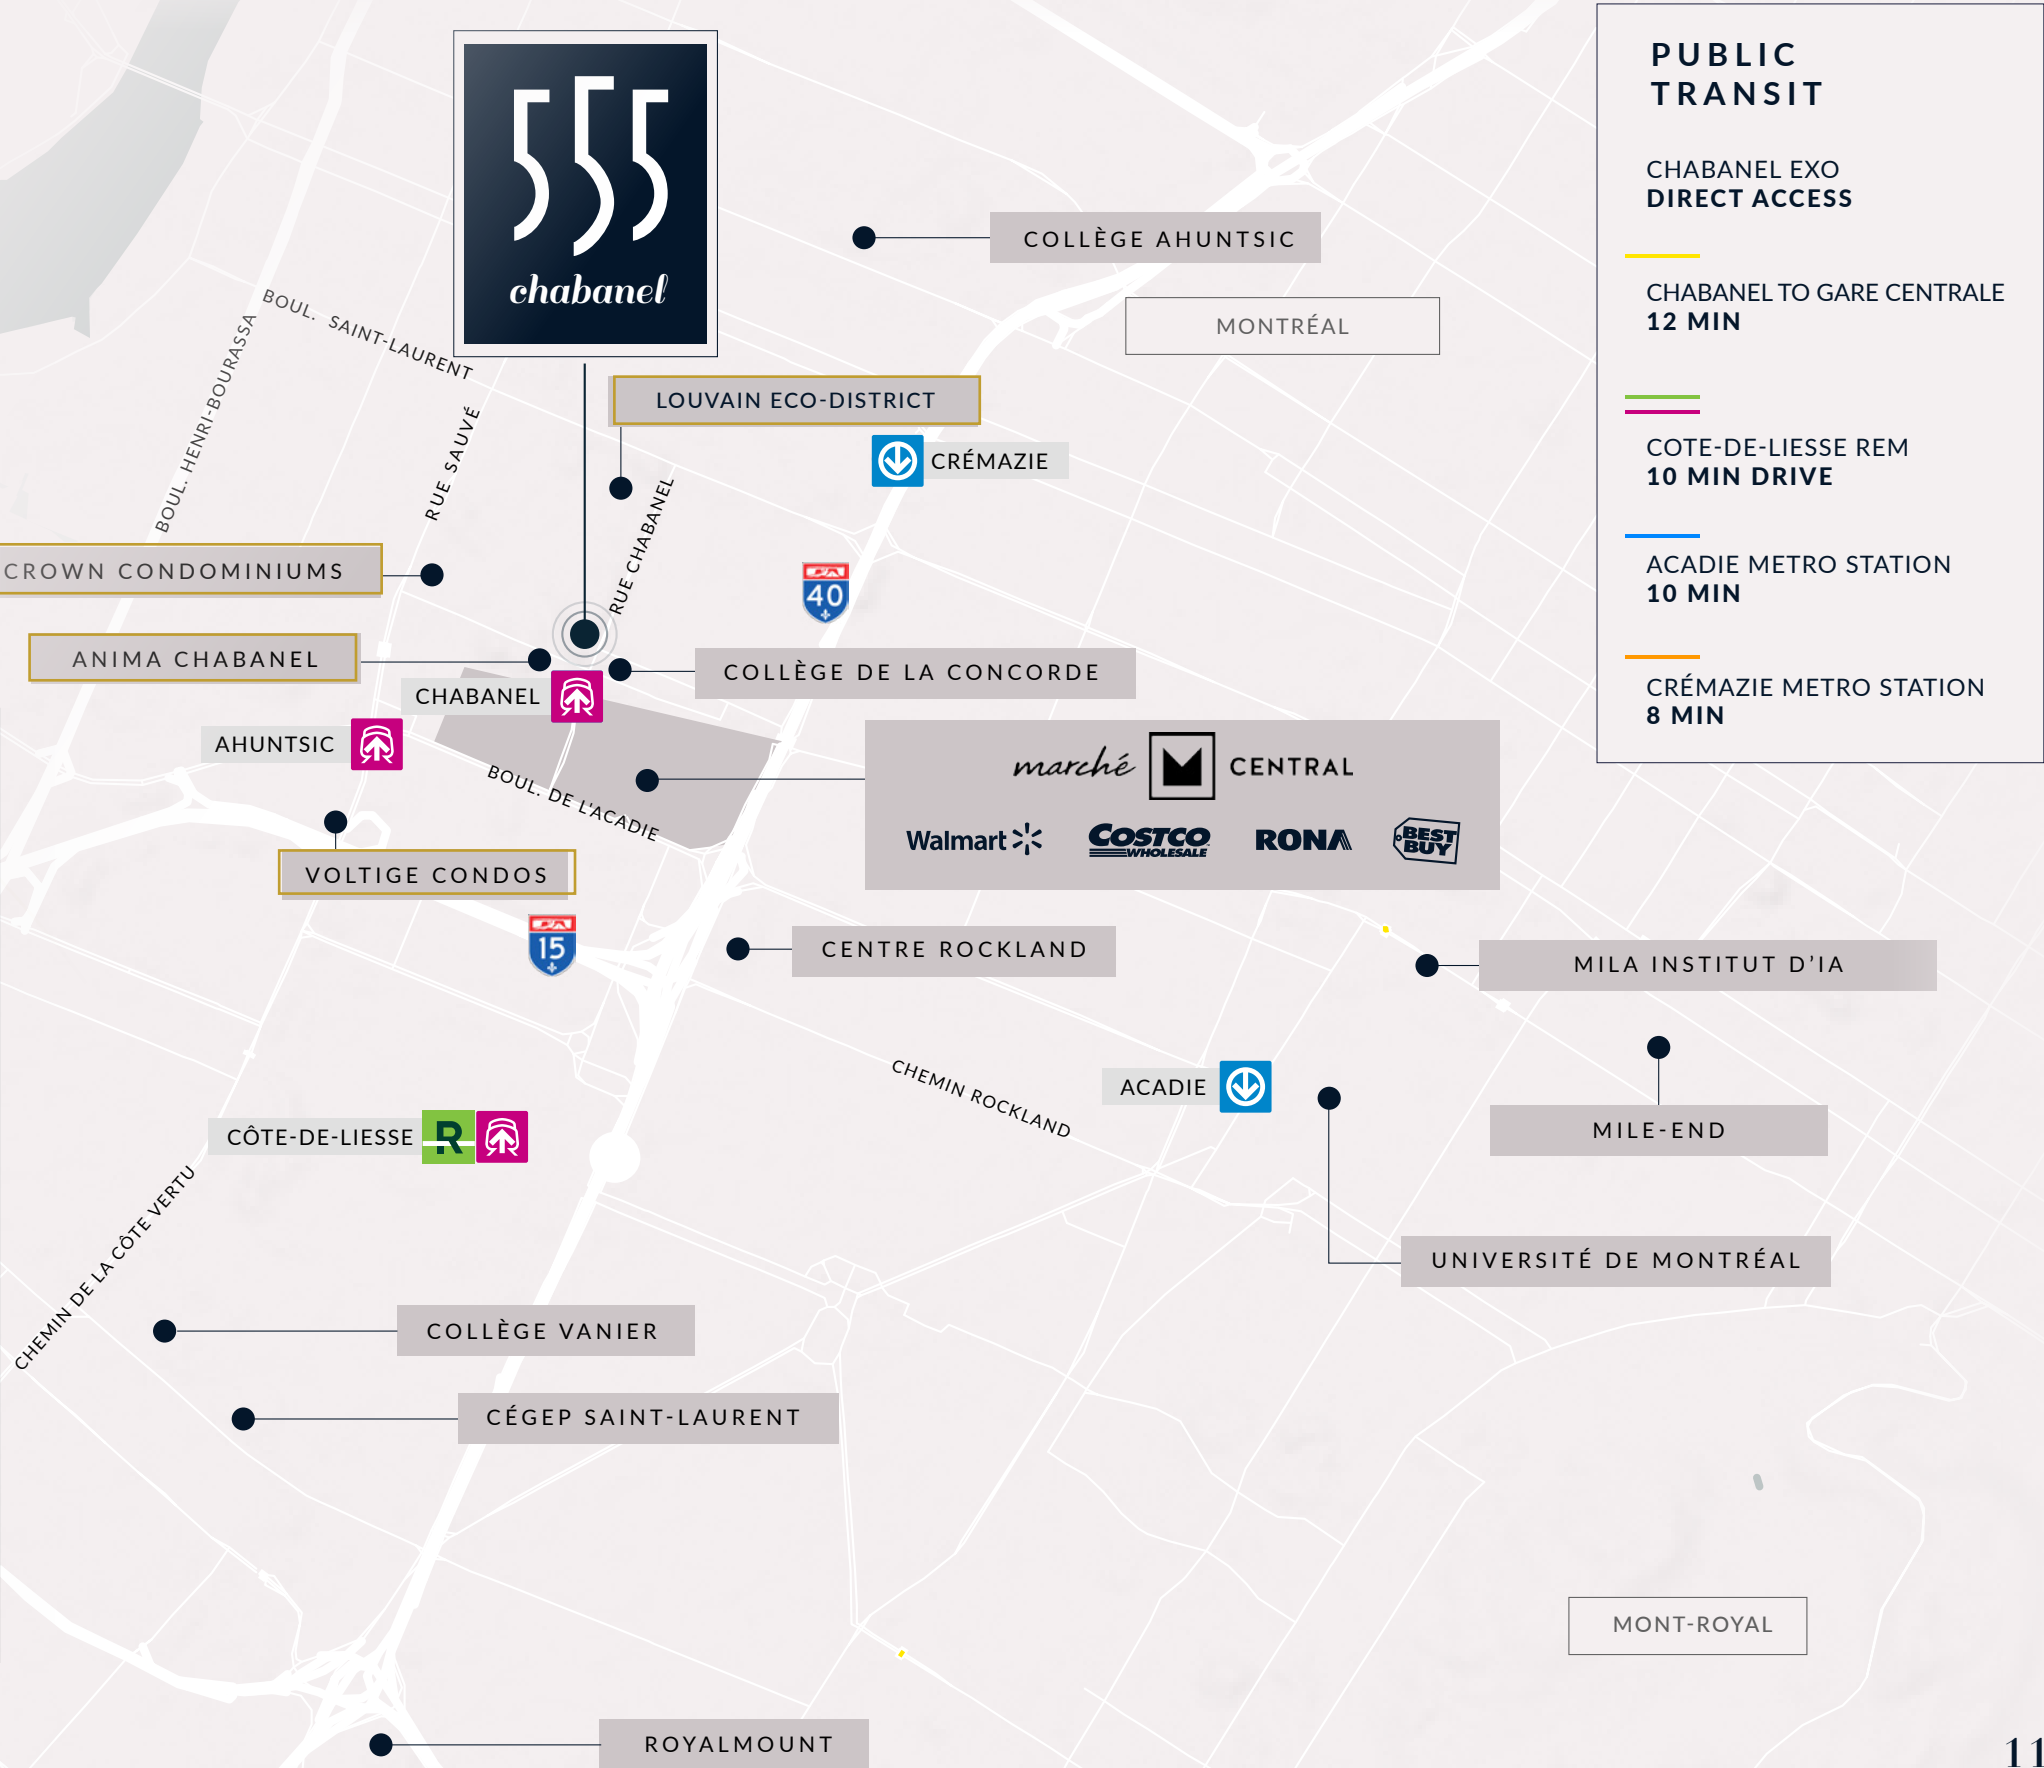 555
chabanel
PUBLIC
TRANSIT
CHABANEL EXO
DIRECT ACCESS
CHABANEL TO GARE CENTRALE
12 MIN
COTE-DE-LIESSE REM
10 MIN DRIVE
ACADIE METRO STATION
10 MIN
CRÉMAZIE METRO STATION
8 MIN
COLLÈGE AHUNTSIC
MONTRÉAL
BOUL. SAINT-LAURENT
BOUL. HENRI-BOURASSA
RUE SAUVÉ
LOUVAIN ECO-DISTRICT
CRÉMAZIE
RUE CHABANEL
CROWN CONDOMINIUMS
40
ANIMA CHABANEL
COLLÈGE DE LA CONCORDE
CHABANEL
AHUNTSIC
BOUL. DE L'ACADIE
marché M CENTRAL
Walmart
COSTCO
WHOLESALE
RONA
BEST
BUY
VOLTIGE CONDOS
15
CENTRE ROCKLAND
MILA INSTITUT D’IA
CHEMIN ROCKLAND
ACADIE
MILE-END
CÔTE-DE-LIESSE
R
CHEMIN DE LA CÔTE VERTU
UNIVERSITÉ DE MONTRÉAL
COLLÈGE VANIER
CÉGEP SAINT-LAURENT
MONT-ROYAL
ROYALMOUNT
11